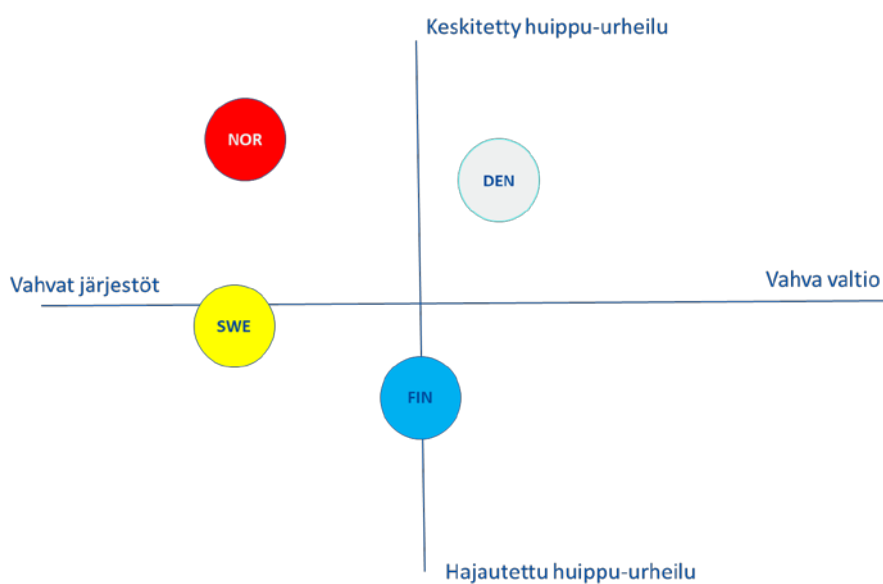 Keskitetty huippu-urheilu
NOR
DEN
Vahvat järjestöt
Vahva valtio
SWE
FIN
Hajautettu huippu-urheilu